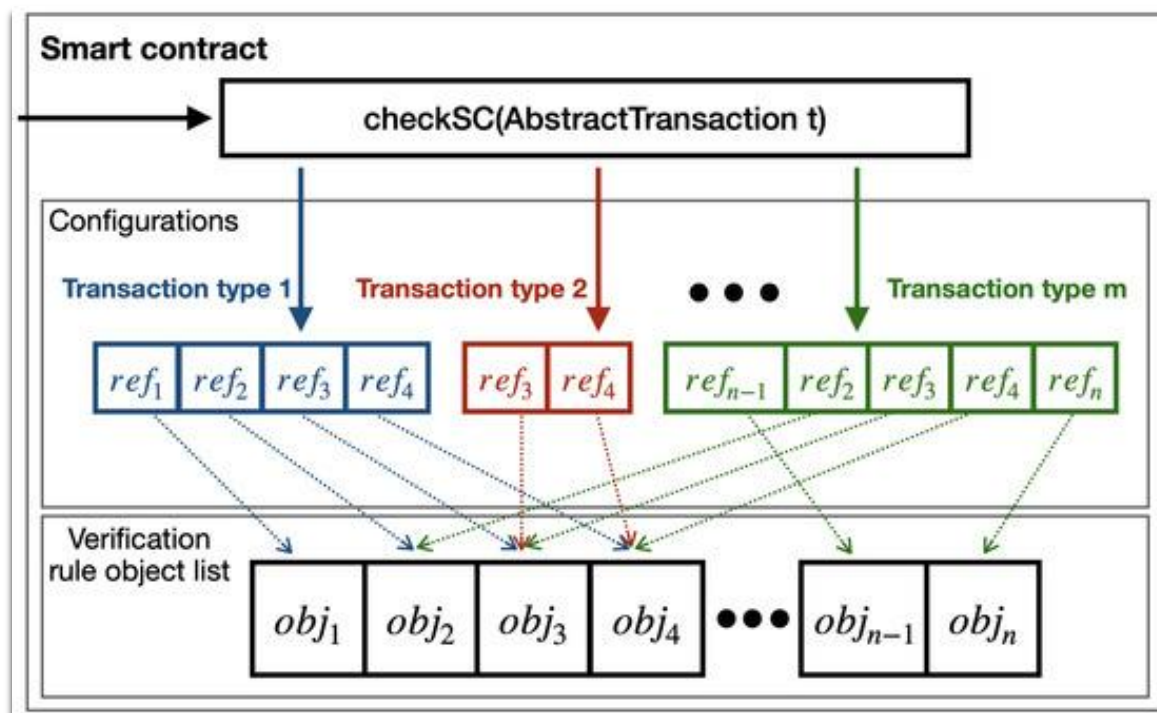 Smart contract
checkSC(AbstractTransaction t)
Configurations
Transaction type 1 Transaction type 2 ● ● ● Transaction type m
ref₁ ref₂ ref₃ ref₄ ref₃ ref₄ refₙ₋₁ ref₂ ref₃ ref₄ refₙ
Verification
rule object list
obj₁ obj₂ obj₃ obj₄ ●●● objₙ₋₁ objₙ